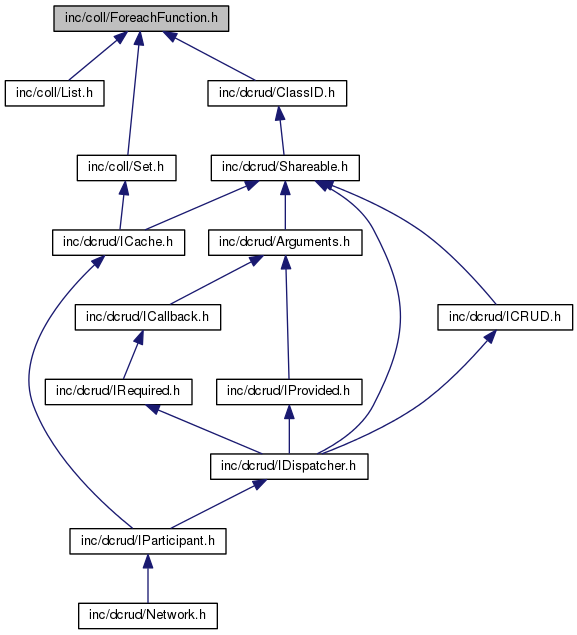 inc/coll/ForeachFunction.h
inc/coll/List.h
inc/dcrud/ClassID.h
inc/coll/Set.h
inc/dcrud/Shareable.h
inc/dcrud/ICache.h
inc/dcrud/Arguments.h
inc/dcrud/ICallback.h
inc/dcrud/ICRUD.h
inc/dcrud/IRequired.h
inc/dcrud/IProvided.h
inc/dcrud/IDispatcher.h
inc/dcrud/IParticipant.h
inc/dcrud/Network.h